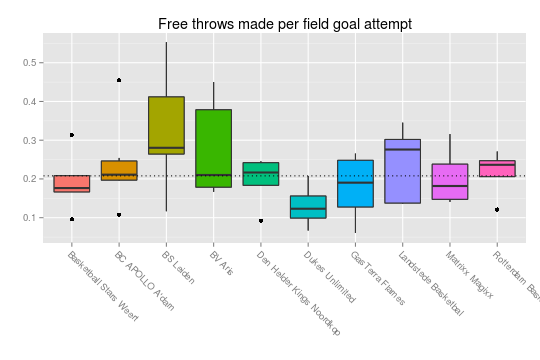 Free throws made per field goal attempt
0.5
0.4
0.3
0.2
0.1
Basketball Stars Weert
BC APOLLO A'dam
BS Leiden
BV Aris
Den Helder Kings Noordkop
Dukes Unlimited
GasTerra Flames
Landstede Basketbal
Matrixx Magixx
Rotterdam Bas